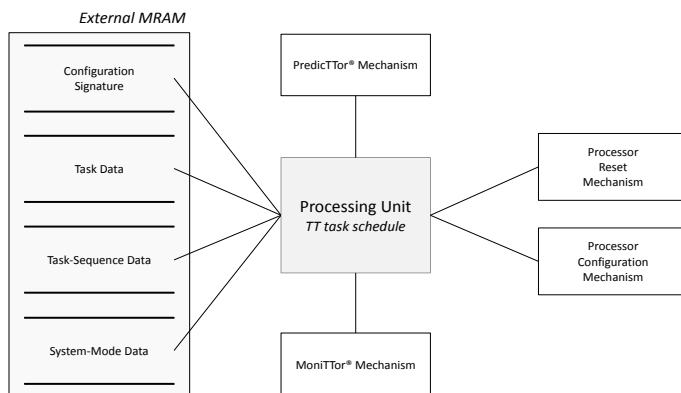 External MRAM
Configuration
Signature
Task Data
Task-Sequence Data
System-Mode Data
PredicTTor® Mechanism
Processing Unit
TT task schedule
MoniTTor® Mechanism
Processor
Reset
Mechanism
Processor
Configuration
Mechanism